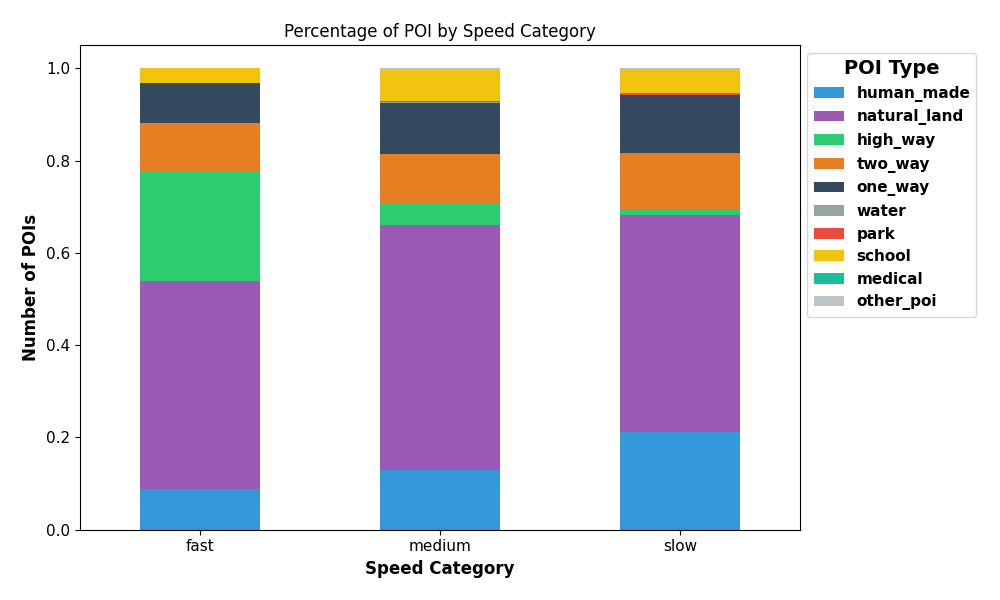 Percentage of POI by Speed Category
Number of POIs
1.0
0.8
0.6
0.4
0.2
0.0
fast medium slow
Speed Category
POI Type
human_made
natural_land
high_way
two_way
one_way
water
park
school
medical
other_poi